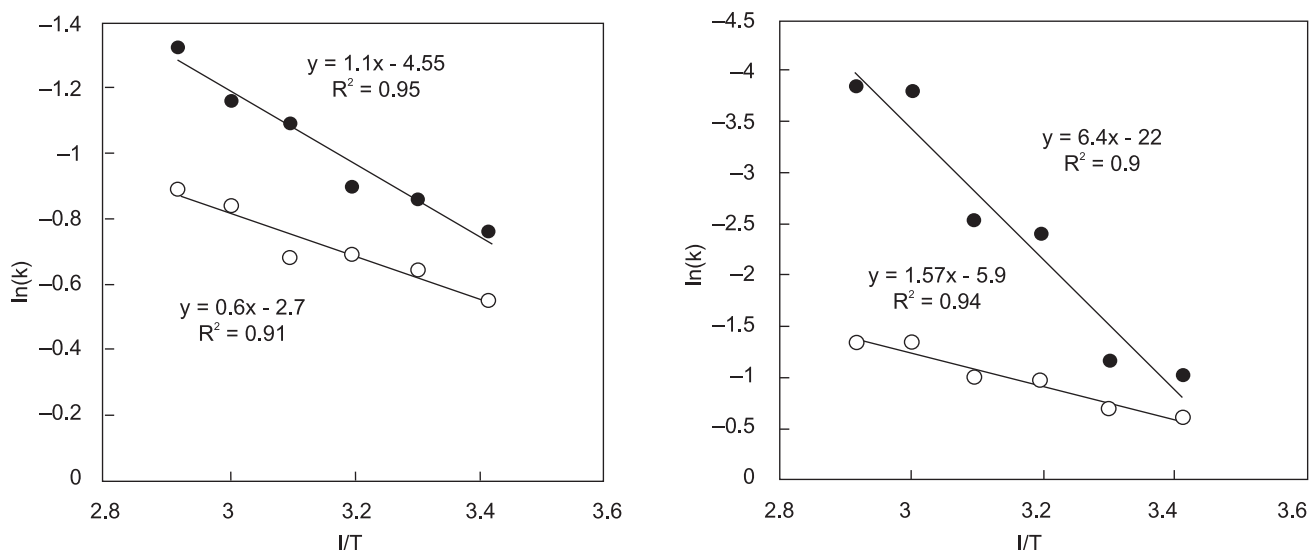 –1.4
–1.2
–1
–0.8
–0.6
–0.4
–0.2
0
ln(k)
y = 1.1x - 4.55
R² = 0.95
y = 0.6x - 2.7
R² = 0.91
2.8 3 3.2 3.4 3.6
I/T
–4.5
–4
–3.5
–3
–2.5
–2
–1.5
–1
–0.5
0
ln(k)
y = 6.4x - 22
R² = 0.9
y = 1.57x - 5.9
R² = 0.94
2.8 3 3.2 3.4 3.6
I/T